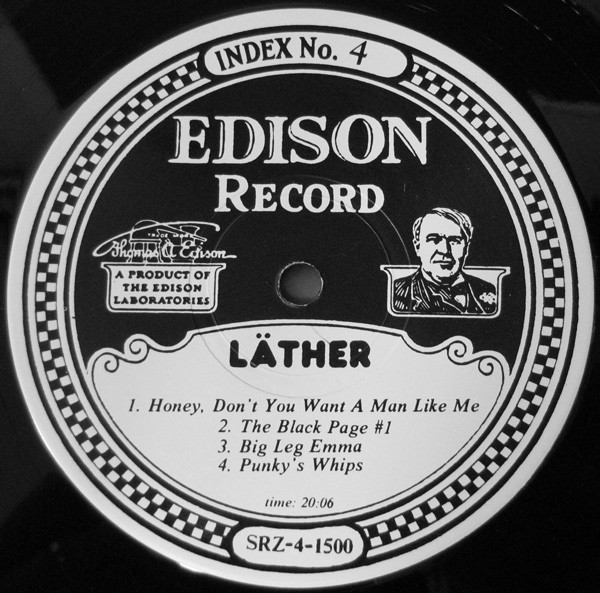 INDEX No. 4
EDISON
RECORD
TRADE MARK
Thomas A Edison
A PRODUCT OF
THE EDISON
LABORATORIES
LÄTHER
1. Honey, Don't You Want A Man Like Me
2. The Black Page #1
3. Big Leg Emma
4. Punky's Whips
time: 20:06
SRZ-4-1500